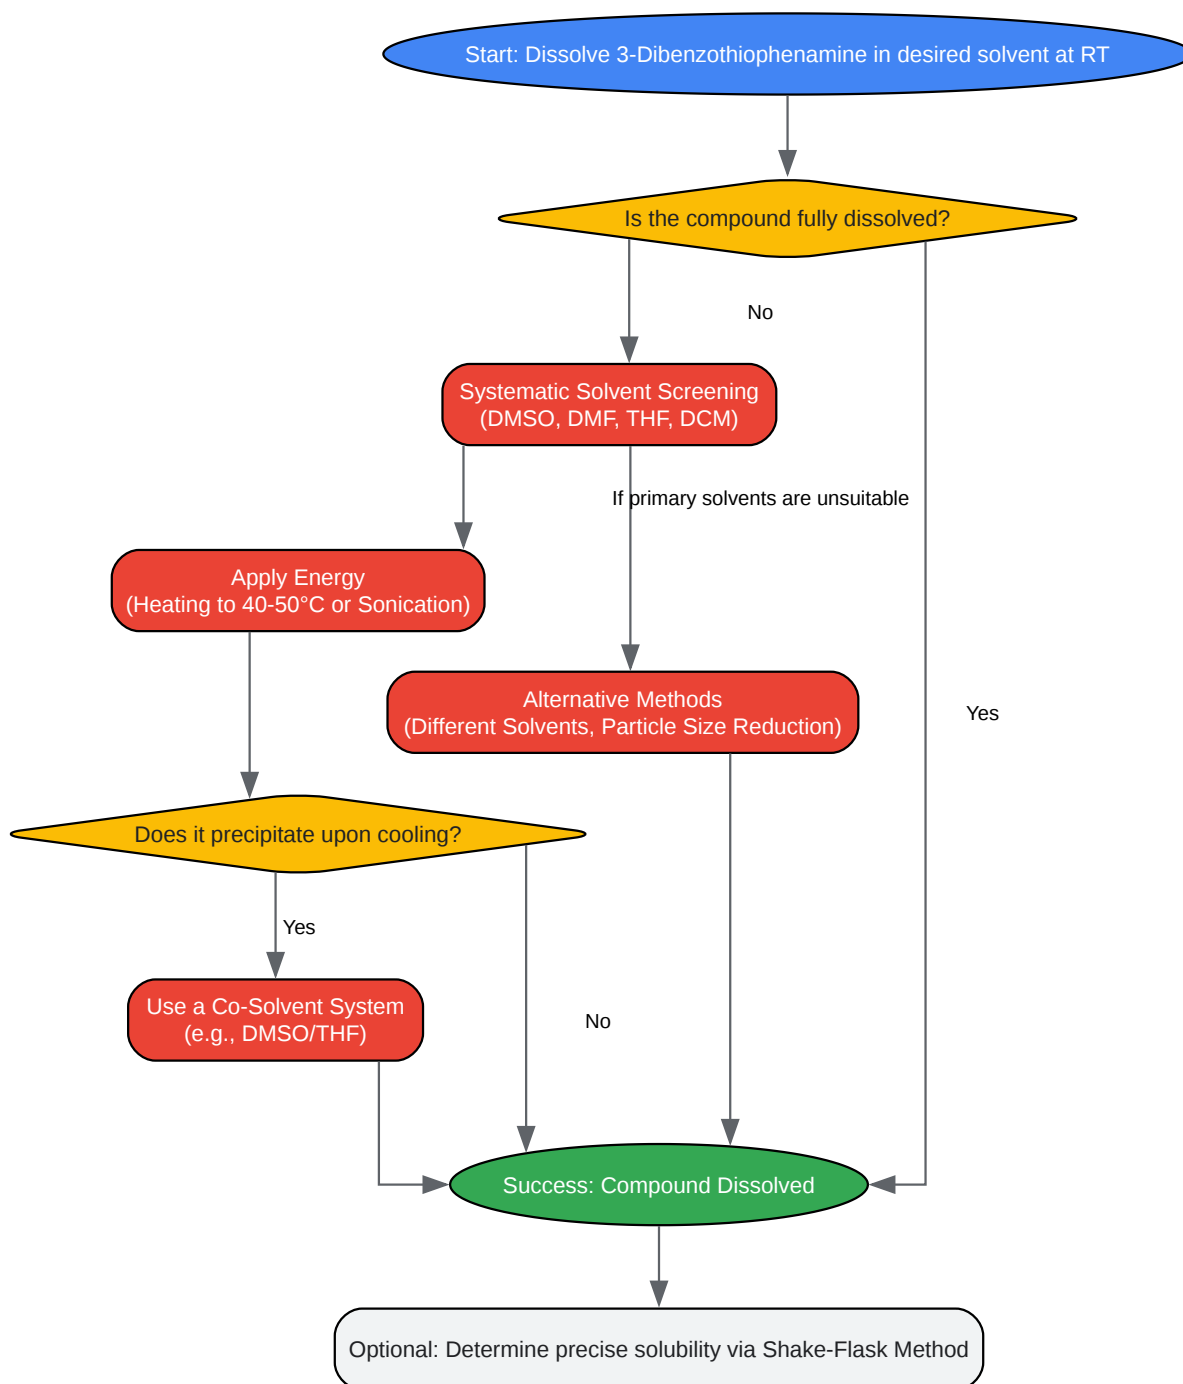 Start: Dissolve 3-Dibenzothiophenamine in desired solvent at RT
Is the compound fully dissolved?
No
Systematic Solvent Screening
(DMSO, DMF, THF, DCM)
If primary solvents are unsuitable
Apply Energy
(Heating to 40-50°C or Sonication)
Alternative Methods
(Different Solvents, Particle Size Reduction)
Yes
Does it precipitate upon cooling?
Yes
Use a Co-Solvent System
(e.g., DMSO/THF)
No
Success: Compound Dissolved
Optional: Determine precise solubility via Shake-Flask Method